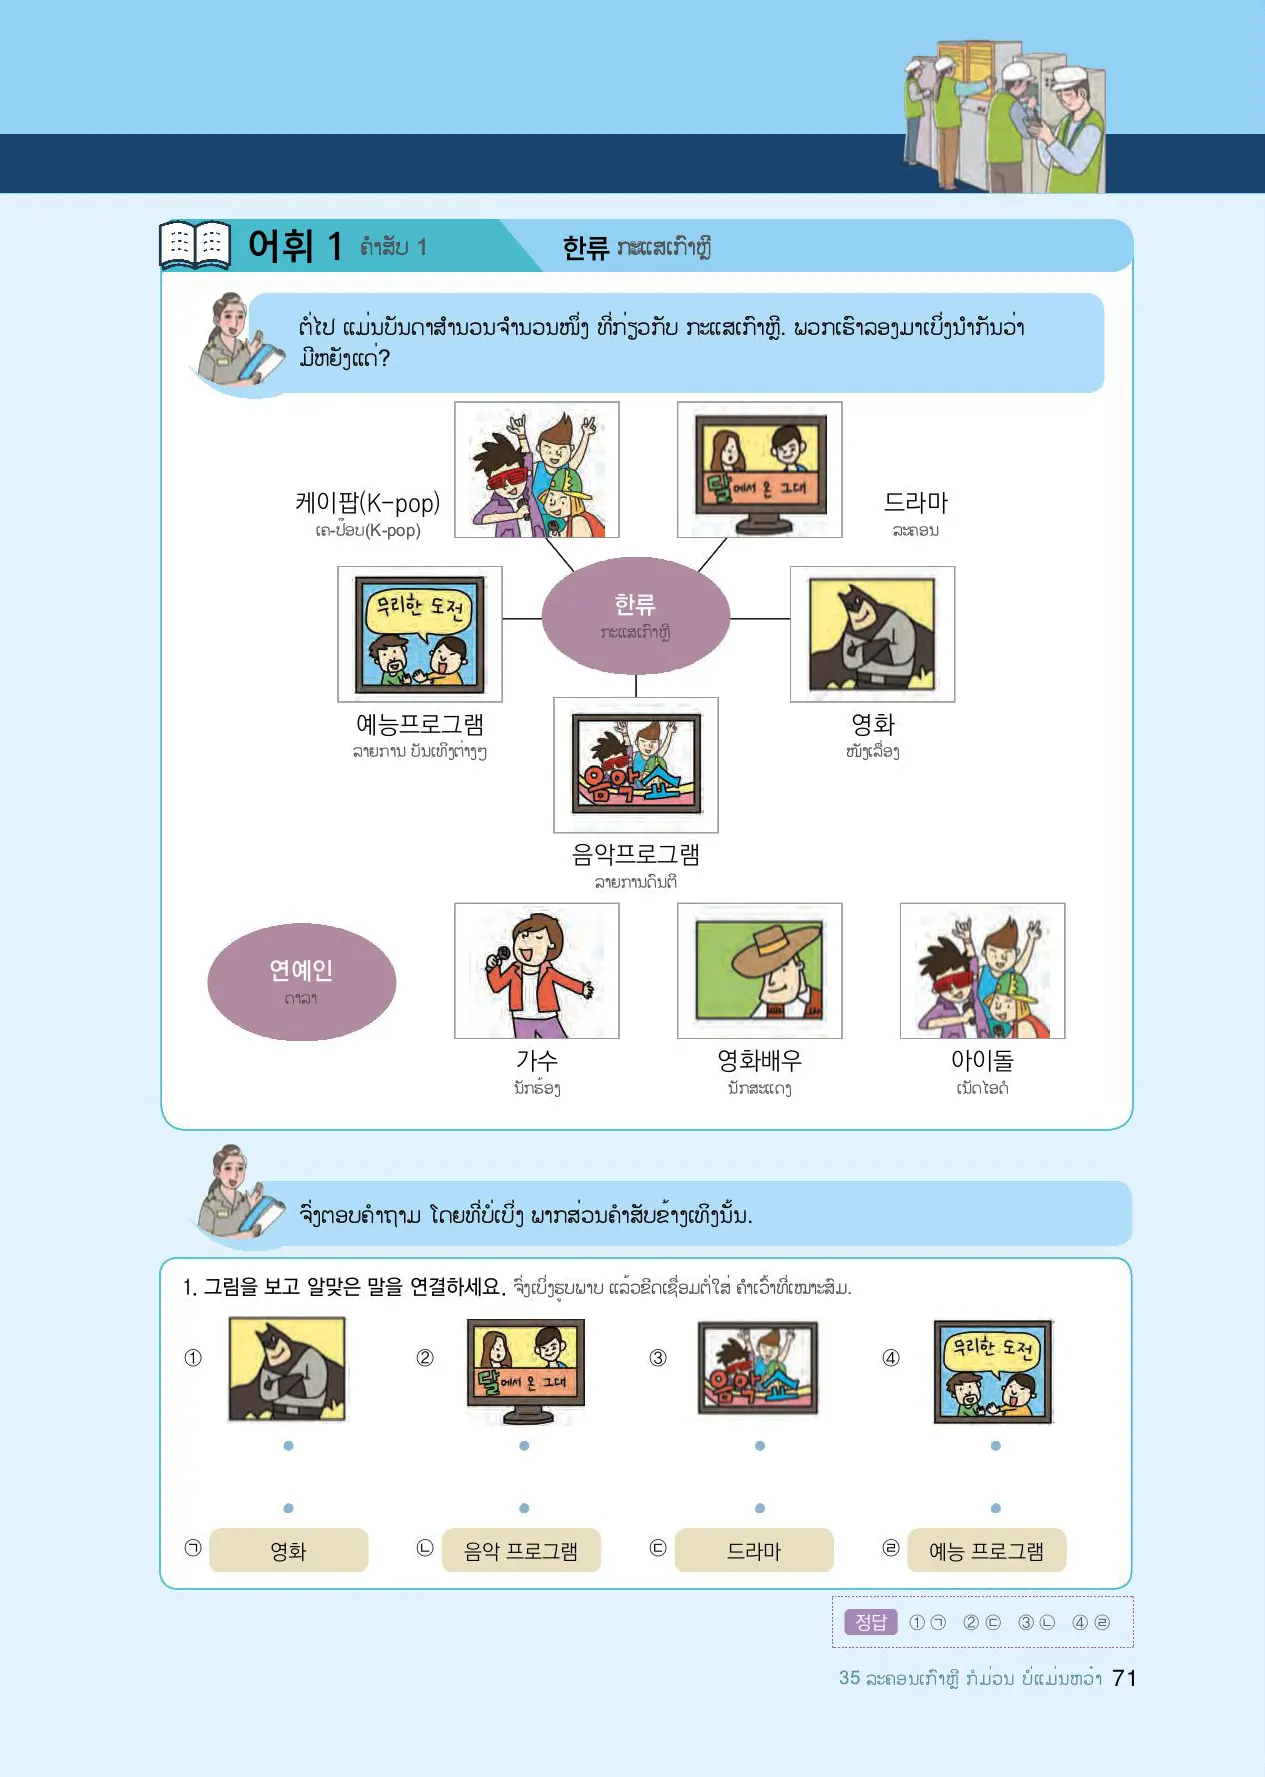 어휘 1 ຄຳສັບ 1
한류 ກະແສເກົາຫຼີ
ຕໍ່ໄປ ແມ່ນບັນດາສຳນວນຈຳນວນໜຶ່ງ ທີ່ກ່ຽວກັບ ກະແສເກົາຫຼີ. ພວກເຮົາລອງມາເບິ່ງນຳກັນວ່າ
ມີຫຍັງແດ່?
케이팝(K-pop)
ເຄ-ປ໊ອບ(K-pop)
달에서 온 그대
드라마
ລະຄອນ
무리한 도전
한류
ກະແສເກົາຫຼີ
예능프로그램
ລາຍການ ບັນເທິງຕ່າງໆ
영화
ໜັງເລື່ອງ
음악쇼
음악프로그램
ລາຍການດົນຕີ
연예인
ດາລາ
가수
ນັກຮ້ອງ
영화배우
ນັກສະແດງ
아이돌
ເນັດໄອດໍ
ຈົ່ງຕອບຄຳຖາມ ໂດຍທີ່ບໍ່ເບິ່ງ ພາກສ່ວນຄຳສັບຂ້າງເທິງນັ້ນ.
1. 그림을 보고 알맞은 말을 연결하세요. ຈົ່ງເບິ່ງຮູບພາບ ແລ້ວຂີດເຊື່ອມຕໍ່ໃສ່ ຄຳເວົ້າທີ່ເໝາະສົມ.
① ② 달에서 온 그대 ③ 음악쇼 ④ 무리한 도전
㉠ 영화 ㉡ 음악 프로그램 ㉢ 드라마 ㉣ 예능 프로그램
정답 ① ㉠ ② ㉢ ③ ㉡ ④ ㉣
35 ລະຄອນເກົາຫຼີ ກໍມ່ວນ ບໍ່ແມ່ນຫວ໋າ 71